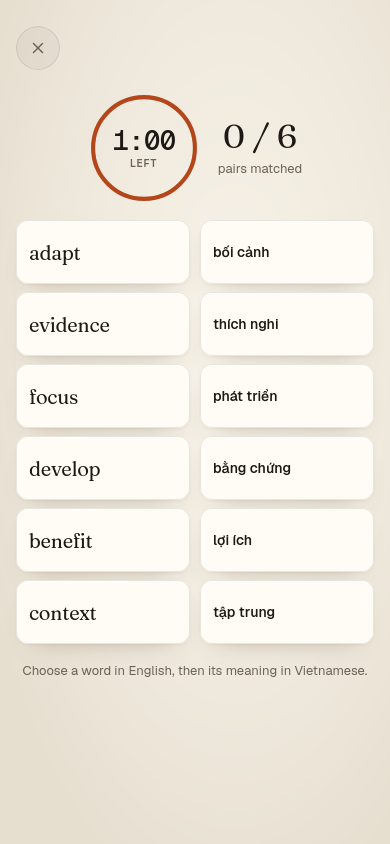 1:00
LEFT
0 / 6
pairs matched
adapt
bối cảnh
evidence
thích nghi
focus
phát triển
develop
bằng chứng
benefit
lợi ích
context
tập trung
Choose a word in English, then its meaning in Vietnamese.